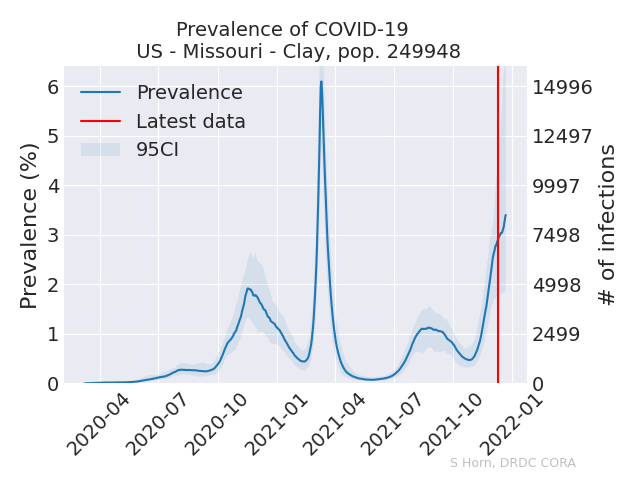 Prevalence of COVID-19
US - Missouri - Clay, pop. 249948
Prevalence
Latest data
95CI
Prevalence (%)
6
5
4
3
2
1
0
14996
12497
9997
7498
4998
2499
0
# of infections
2020-04
2020-07
2020-10
2021-01
2021-04
2021-07
2021-10
2022-01
S Horn, DRDC CORA